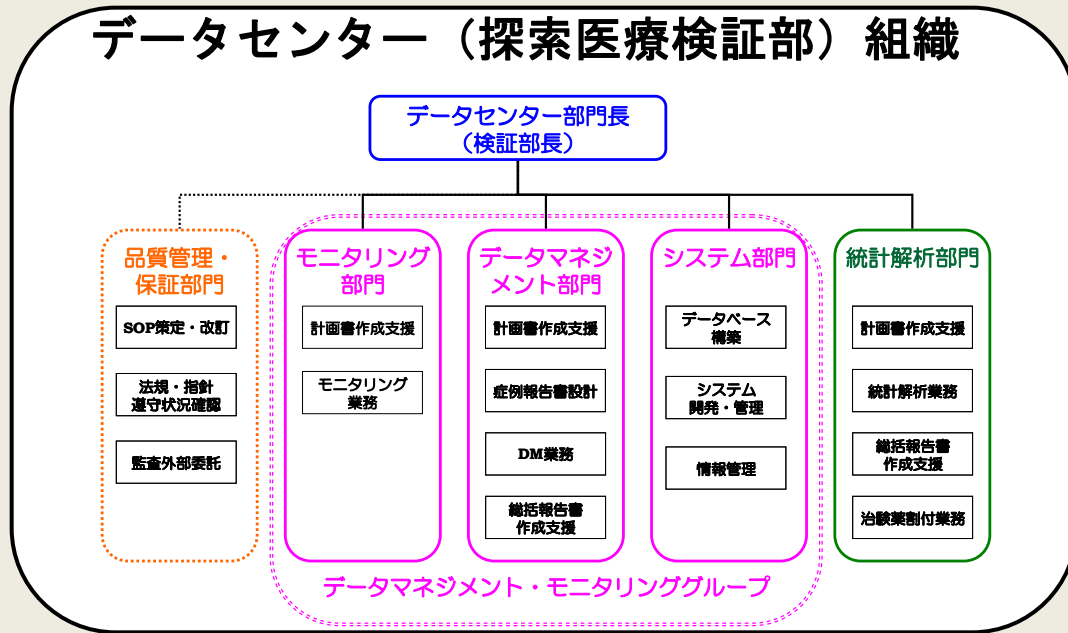 データセンター（探索医療検証部）組織
データセンター部門長
（検証部長）
品質管理・
保証部門
SOP策定・改訂
法規・指針
遵守状況確認
監査外部委託
モニタリング
部門
計画書作成支援
モニタリング
業務
データマネジ
メント部門
計画書作成支援
症例報告書設計
DM業務
総括報告書
作成支援
システム部門
データベース
構築
システム
開発・管理
情報管理
統計解析部門
計画書作成支援
統計解析業務
総括報告書
作成支援
治験薬割付業務
データマネジメント・モニタリンググループ